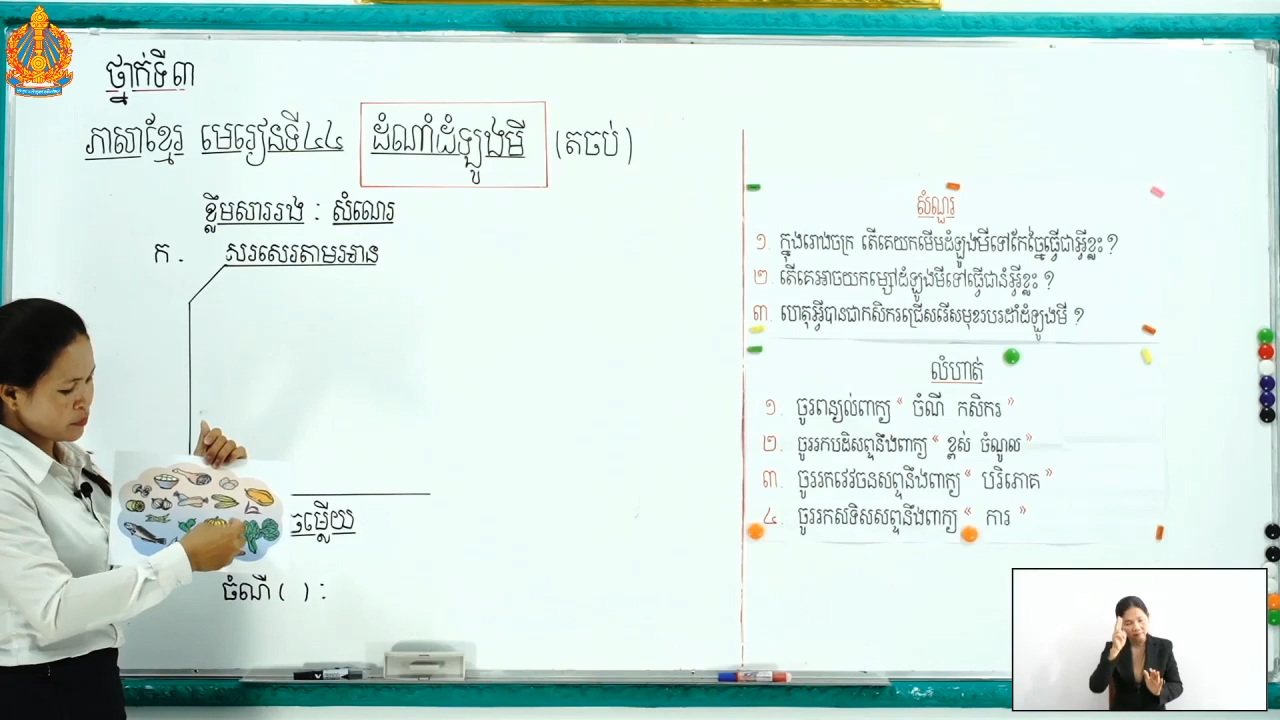 ថ្នាក់ទី៣
ភាសាខ្មែរ មេរៀនទី៤៤ ដំណាំដំឡូងមី (តចប់)
ខ្លឹមសាររង : សំណេរ
ក . សរសេរតាមអាន
ចម្លើយ
ចំណី ( ) :
សំណួរ
១. ក្នុងរោងចក្រ តើគេយកមើមដំឡូងមីទៅកែច្នៃធ្វើជាអ្វីខ្លះ ?
២. តើគេអាចយកម្សៅដំឡូងមីទៅធ្វើជានំអ្វីខ្លះ ?
៣. ហេតុអ្វីបានជាកសិករជ្រើសរើសមុខរបរដាំដំឡូងមី ?
លំហាត់
១. ចូរពន្យល់ពាក្យ “ ចំណី កសិករ ”
២. ចូររកបដិសព្ទនឹងពាក្យ “ ខ្ពស់ ចំណូល ”
៣. ចូររកវេវចនសព្ទនឹងពាក្យ “ បរិភោគ ”
៤. ចូររកសទិសសព្ទនឹងពាក្យ “ ការ ”